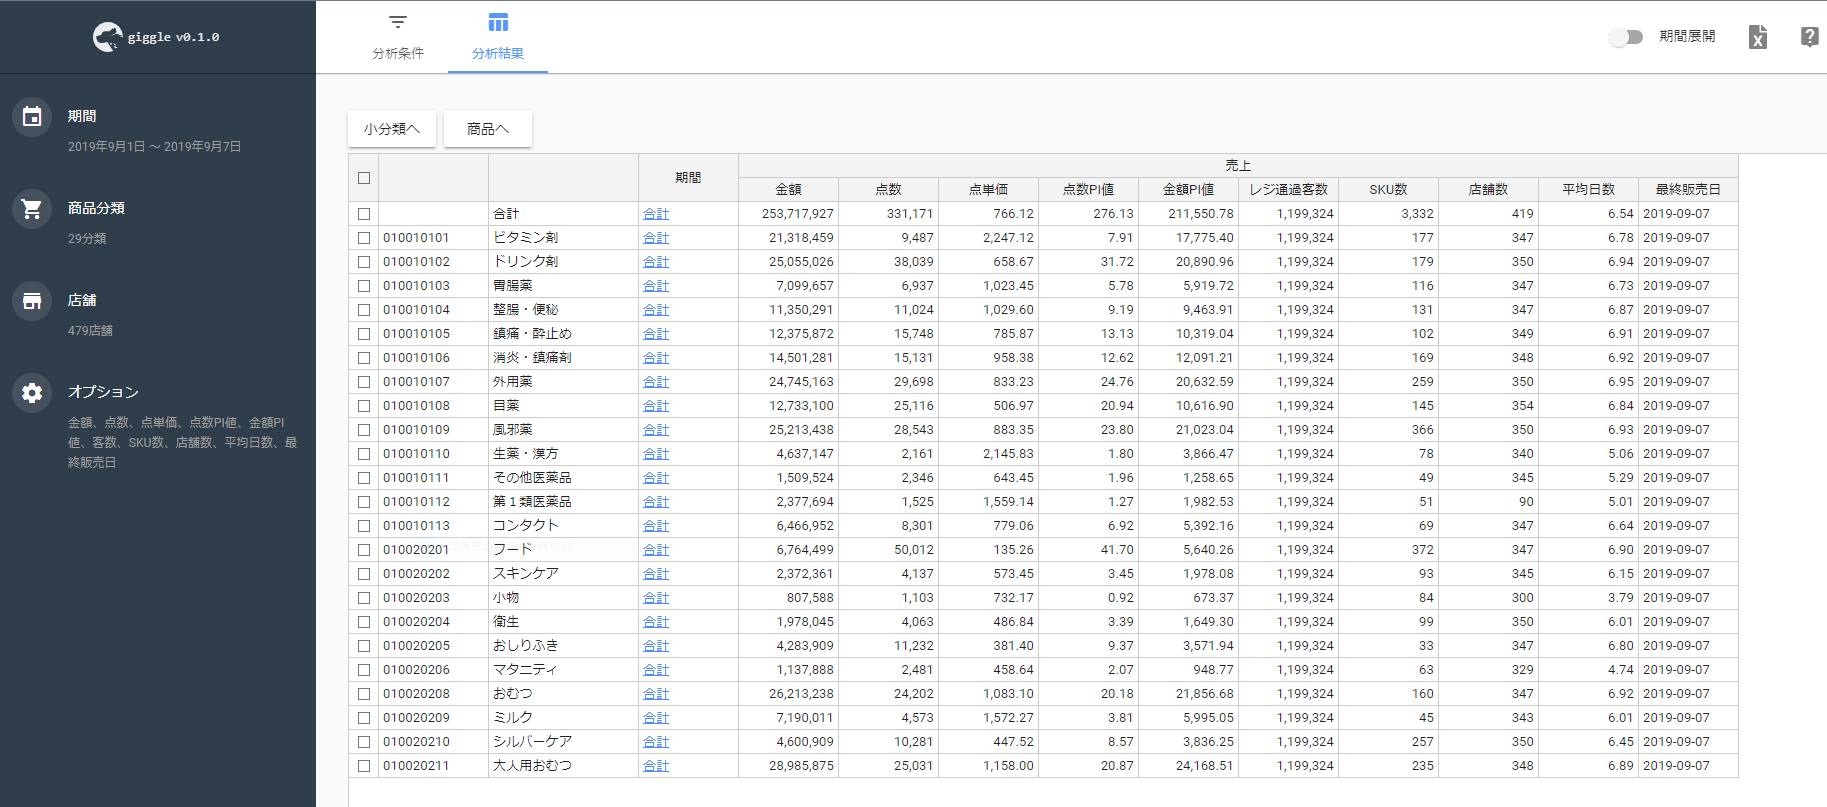 giggle v0.1.0
分析条件
分析結果
期間展開
期間
2019年9月1日 ～ 2019年9月7日
商品分類
29分類
店舗
479店舗
オプション
金額、点数、点単価、点数PI値、金額PI
値、客数、SKU数、店舗数、平均日数、最
終販売日
小分類へ 商品へ
期間 売上
金額 点数 点単価 点数PI値 金額PI値 レジ通過客数 SKU数 店舗数 平均日数 最終販売日
合計 合計 253,717,927 331,171 766.12 276.13 211,550.78 1,199,324 3,332 419 6.54 2019-09-07
010010101 ビタミン剤 合計 21,318,459 9,487 2,247.12 7.91 17,775.40 1,199,324 177 347 6.78 2019-09-07
010010102 ドリンク剤 合計 25,055,026 38,039 658.67 31.72 20,890.96 1,199,324 179 350 6.94 2019-09-07
010010103 胃腸薬 合計 7,099,657 6,937 1,023.45 5.78 5,919.72 1,199,324 116 347 6.73 2019-09-07
010010104 整腸・便秘 合計 11,350,291 11,024 1,029.60 9.19 9,463.91 1,199,324 131 347 6.87 2019-09-07
010010105 鎮痛・酔止め 合計 12,375,872 15,748 785.87 13.13 10,319.04 1,199,324 102 349 6.91 2019-09-07
010010106 消炎・鎮痛剤 合計 14,501,281 15,131 958.38 12.62 12,091.21 1,199,324 169 348 6.92 2019-09-07
010010107 外用薬 合計 24,745,163 29,698 833.23 24.76 20,632.59 1,199,324 259 350 6.95 2019-09-07
010010108 目薬 合計 12,733,100 25,116 506.97 20.94 10,616.90 1,199,324 145 354 6.84 2019-09-07
010010109 風邪薬 合計 25,213,438 28,543 883.35 23.80 21,023.04 1,199,324 366 350 6.93 2019-09-07
010010110 生薬・漢方 合計 4,637,147 2,161 2,145.83 1.80 3,866.47 1,199,324 78 340 5.06 2019-09-07
010010111 その他医薬品 合計 1,509,524 2,346 643.45 1.96 1,258.65 1,199,324 49 345 5.29 2019-09-07
010010112 第１類医薬品 合計 2,377,694 1,525 1,559.14 1.27 1,982.53 1,199,324 51 90 5.01 2019-09-07
010010113 コンタクト 合計 6,466,952 8,301 779.06 6.92 5,392.16 1,199,324 69 347 6.64 2019-09-07
010020201 フード 合計 6,764,499 50,012 135.26 41.70 5,640.26 1,199,324 372 347 6.90 2019-09-07
010020202 スキンケア 合計 2,372,361 4,137 573.45 3.45 1,978.08 1,199,324 93 345 6.15 2019-09-07
010020203 小物 合計 807,588 1,103 732.17 0.92 673.37 1,199,324 84 300 3.79 2019-09-07
010020204 衛生 合計 1,978,045 4,063 486.84 3.39 1,649.30 1,199,324 99 350 6.01 2019-09-07
010020205 おしりふき 合計 4,283,909 11,232 381.40 9.37 3,571.94 1,199,324 33 347 6.80 2019-09-07
010020206 マタニティ 合計 1,137,888 2,481 458.64 2.07 948.77 1,199,324 63 329 4.74 2019-09-07
010020208 おむつ 合計 26,213,238 24,202 1,083.10 20.18 21,856.68 1,199,324 160 347 6.92 2019-09-07
010020209 ミルク 合計 7,190,011 4,573 1,572.27 3.81 5,995.05 1,199,324 45 343 6.01 2019-09-07
010020210 シルバーケア 合計 4,600,909 10,281 447.52 8.57 3,836.25 1,199,324 257 350 6.45 2019-09-07
010020211 大人用おむつ 合計 28,985,875 25,031 1,158.00 20.87 24,168.51 1,199,324 235 348 6.89 2019-09-07